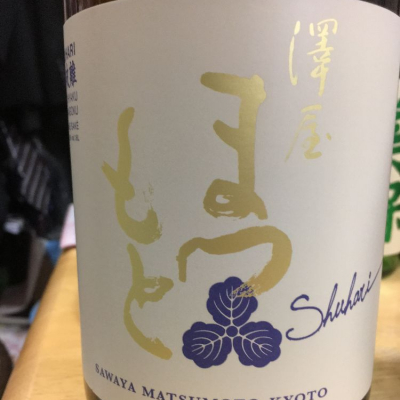 澤屋
まつ
もと
Shuhari
SAWAYA MATSUMOTO KYOTO